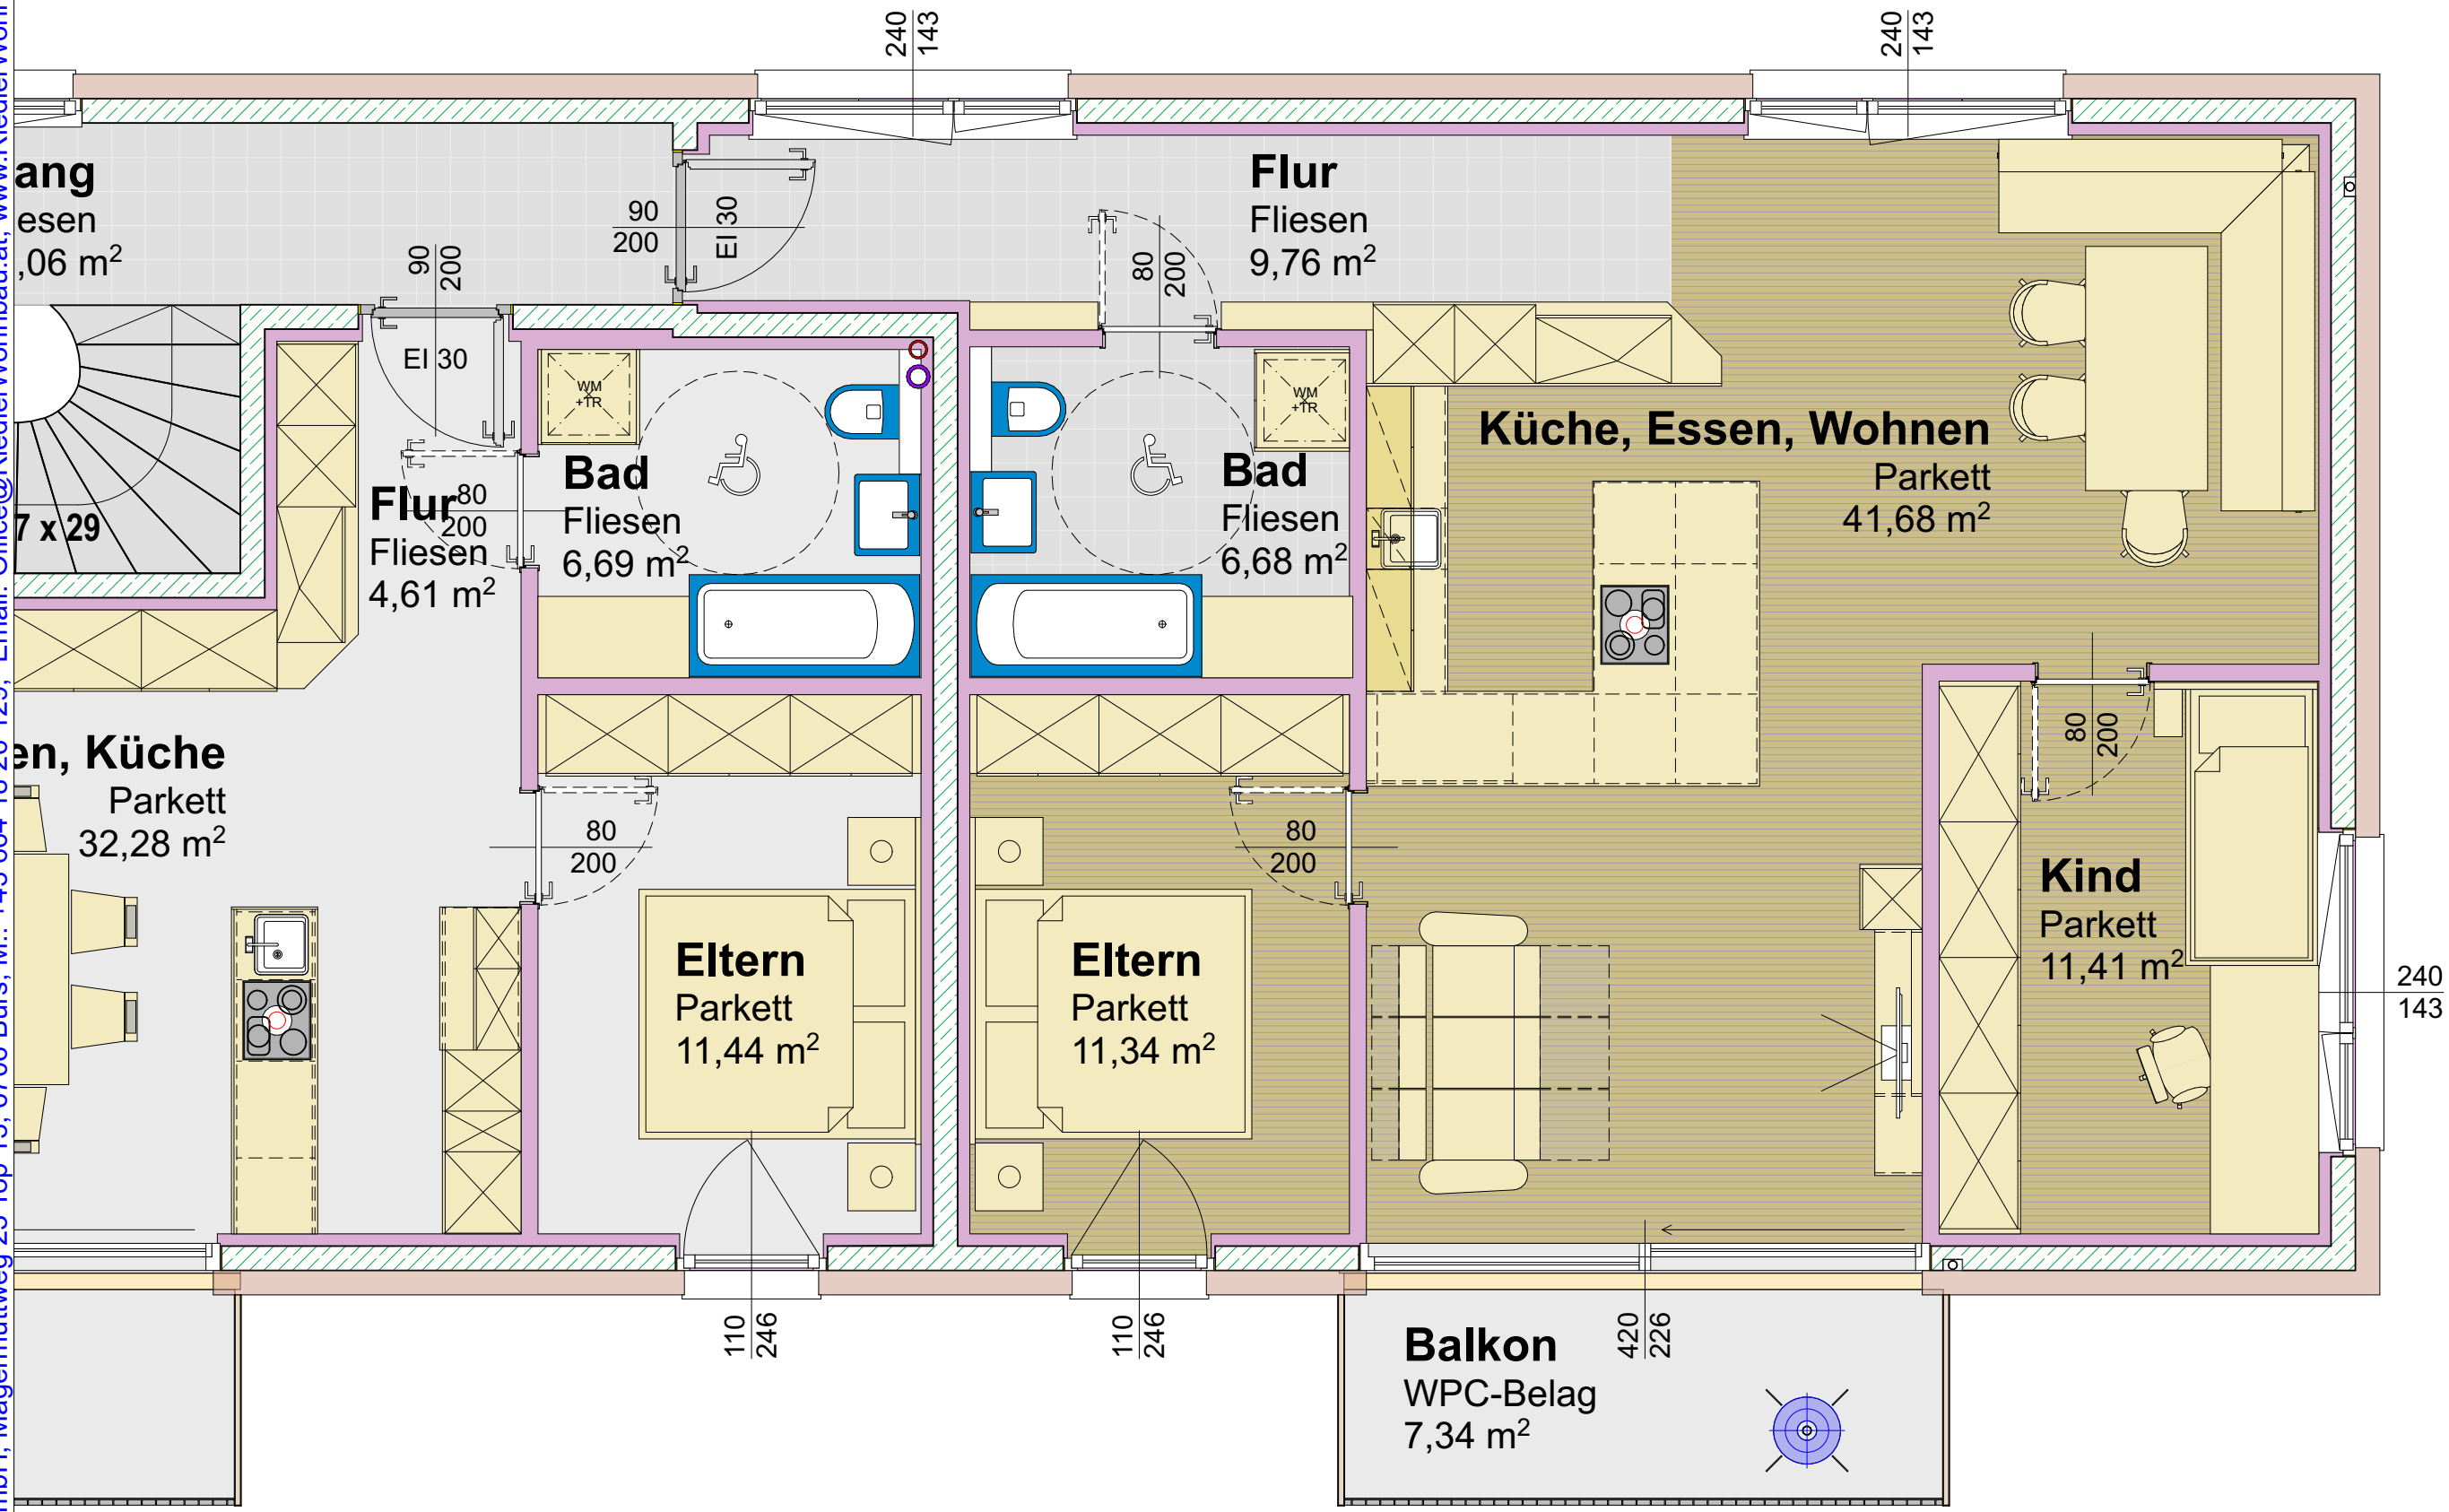 240
143
240
143
ang
esen
,06 m²
90
200
EI 30
90
200
EI 30
Flur
Fliesen
9,76 m²
80
200
7 x 29
Flur
Fliesen
4,61 m²
80
200
WM
+TR
Bad
Fliesen
6,69 m²
WM
+TR
Bad
Fliesen
6,68 m²
Küche, Essen, Wohnen
Parkett
41,68 m²
en, Küche
Parkett
32,28 m²
80
200
Eltern
Parkett
11,44 m²
80
200
Eltern
Parkett
11,34 m²
80
200
Kind
Parkett
11,41 m²
240
143
110
246
110
246
420
226
Balkon
WPC-Belag
7,34 m²